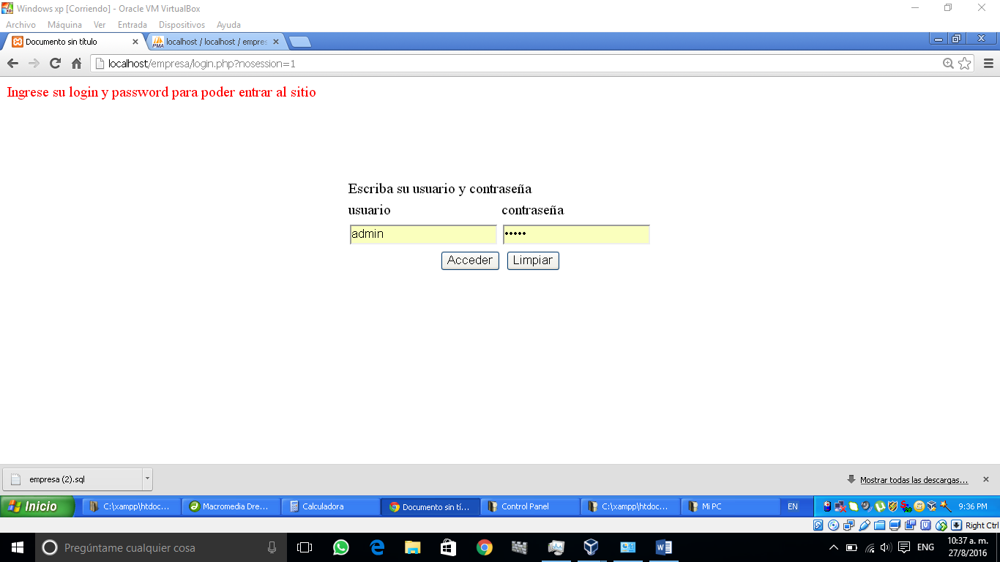 Windows xp [Corriendo] - Oracle VM VirtualBox
Archivo Máquina Ver Entrada Dispositivos Ayuda
Documento sin título
PMA localhost / localhost / empres
localhost/empresa/login.php?nosession=1
Ingrese su login y password para poder entrar al sitio
Escriba su usuario y contraseña
usuario contraseña
admin •••••
Acceder Limpiar
empresa (2).sql
Mostrar todas las descargas...
Inicio C:\xampp\htdoc... Macromedia Dre... Calculadora Documento sin tí... Control Panel C:\xampp\htdoc... Mi PC EN 9:36 PM
Right Ctrl
Pregúntame cualquier cosa ENG 10:37 a. m.
27/8/2016